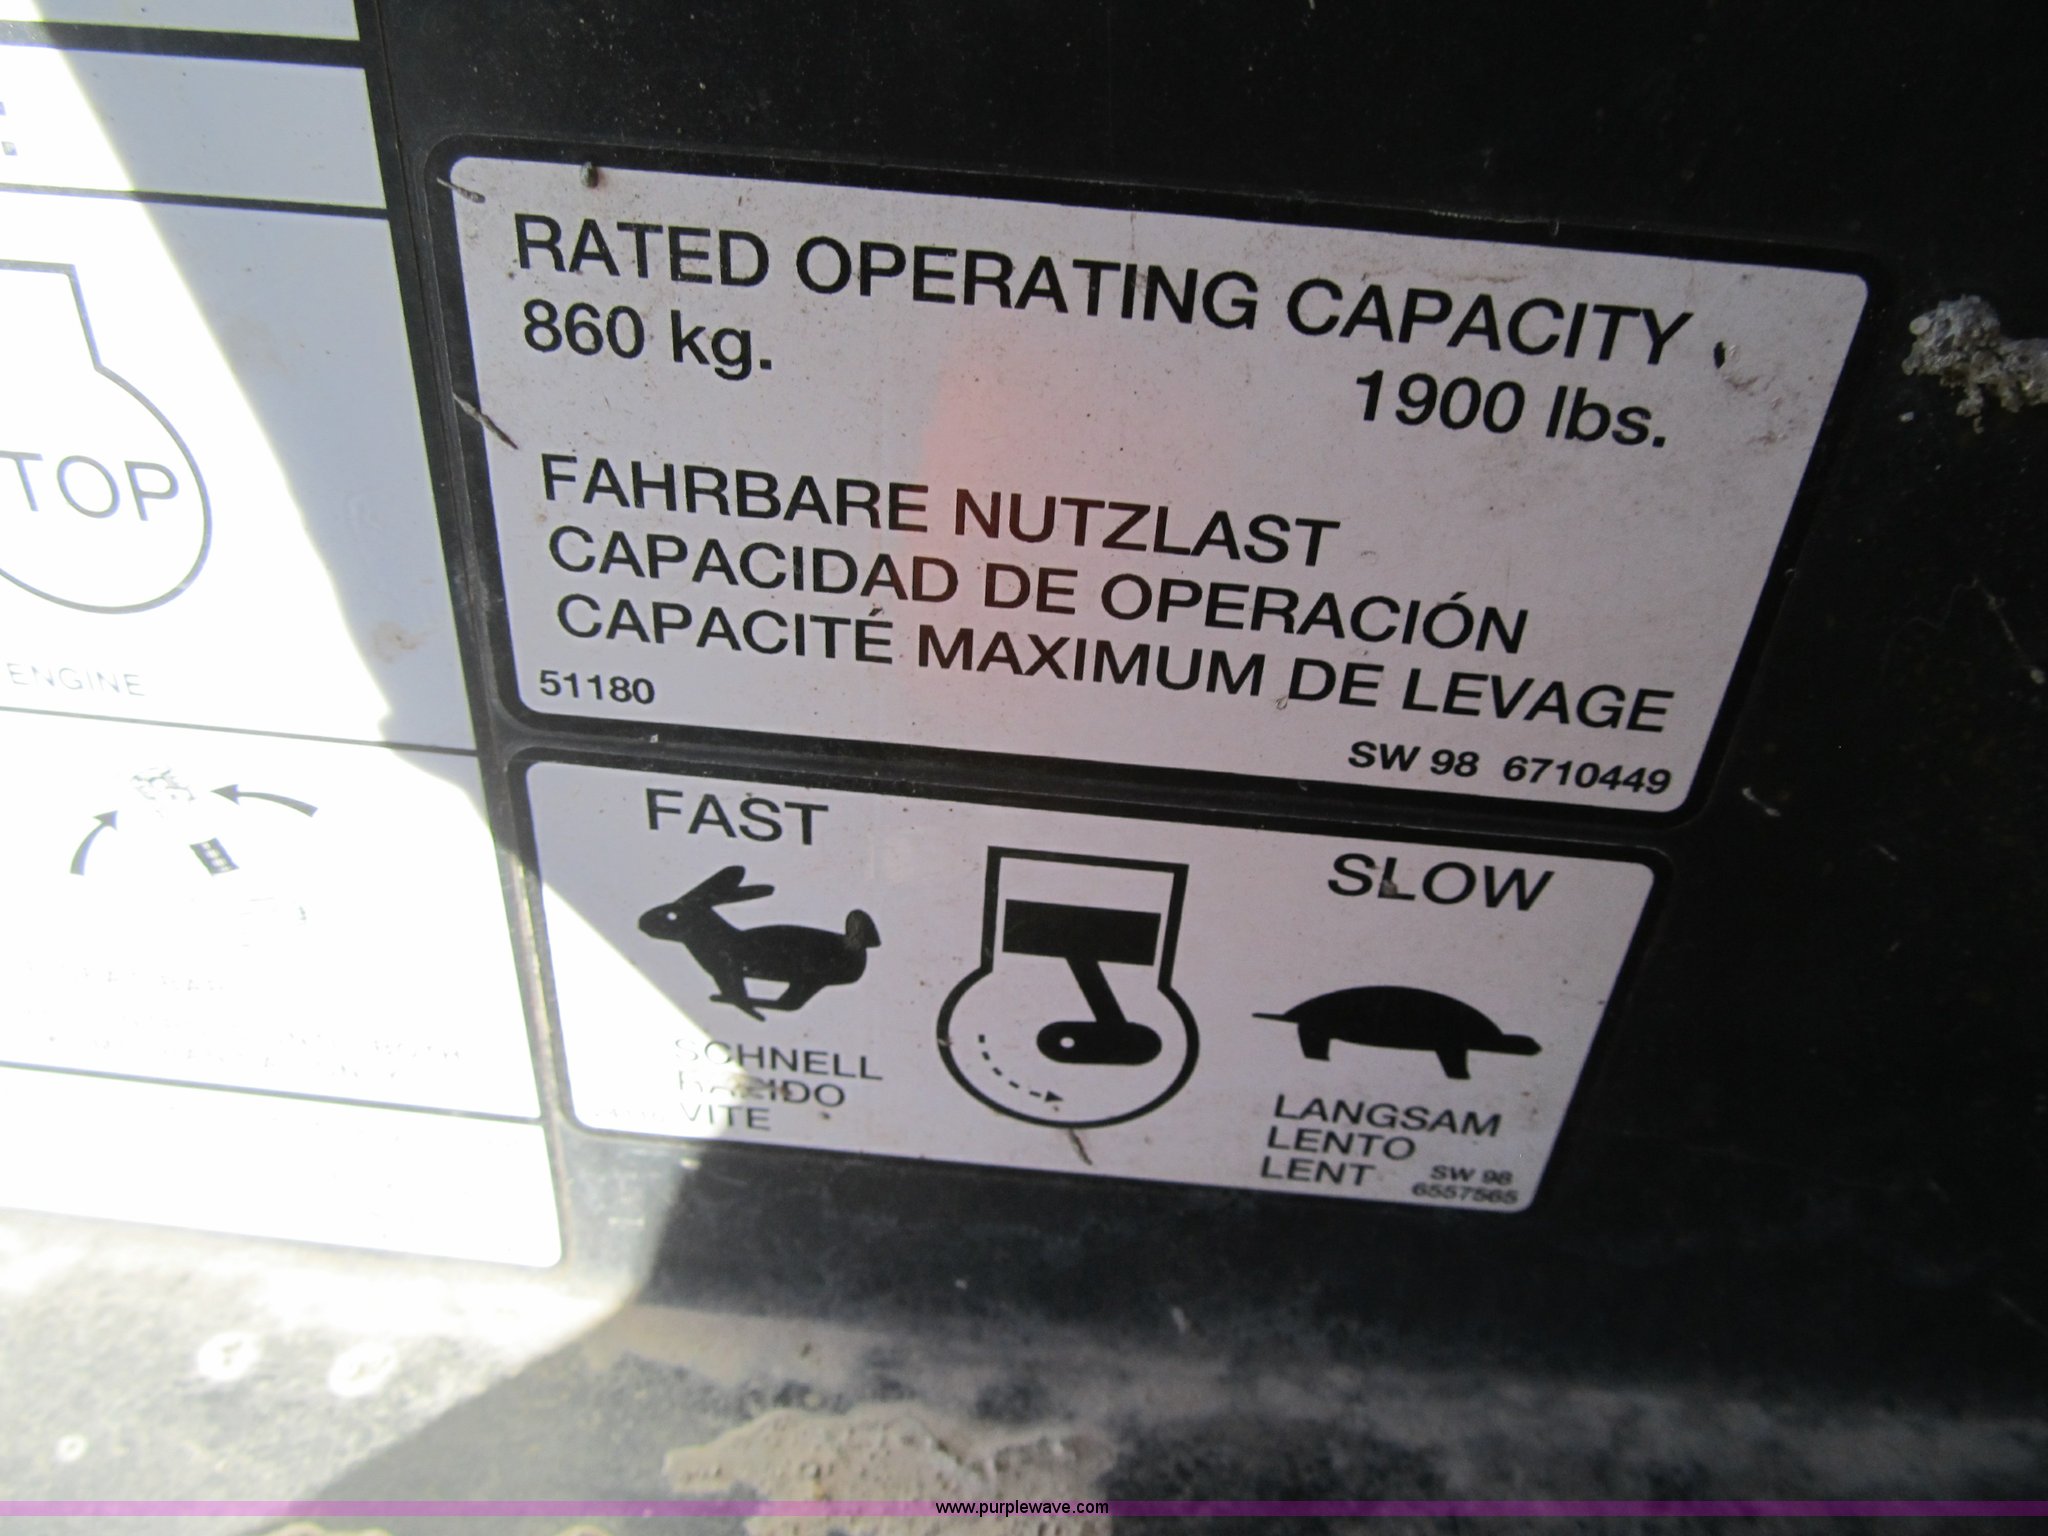 RATED OPERATING CAPACITY
860 kg.
1900 lbs.
FAHRBARE NUTZLAST
CAPACIDAD DE OPERACIÓN
CAPACITÉ MAXIMUM DE LEVAGE
51180
SW 98 6710449
TOP
ENGINE
FAST
SLOW
SCHNELL
RAPIDO
VITE
LANGSAM
LENTO
LENT
SW 98
6557565
www.purplewave.com